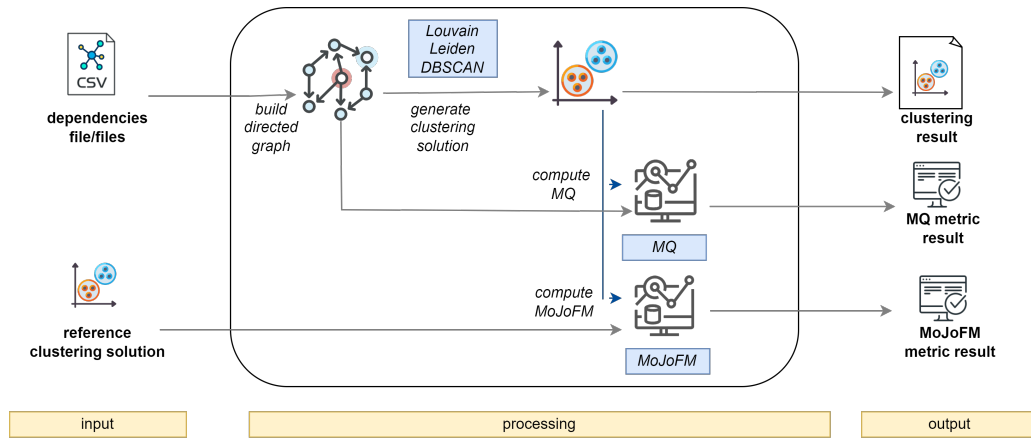 Louvain
Leiden
DBSCAN
CSV
dependencies
file/files
build
directed
graph
generate
clustering
solution
clustering
result
compute
MQ
MQ
MQ metric
result
reference
clustering solution
compute
MoJoFM
MoJoFM
MoJoFM
metric result
input
processing
output